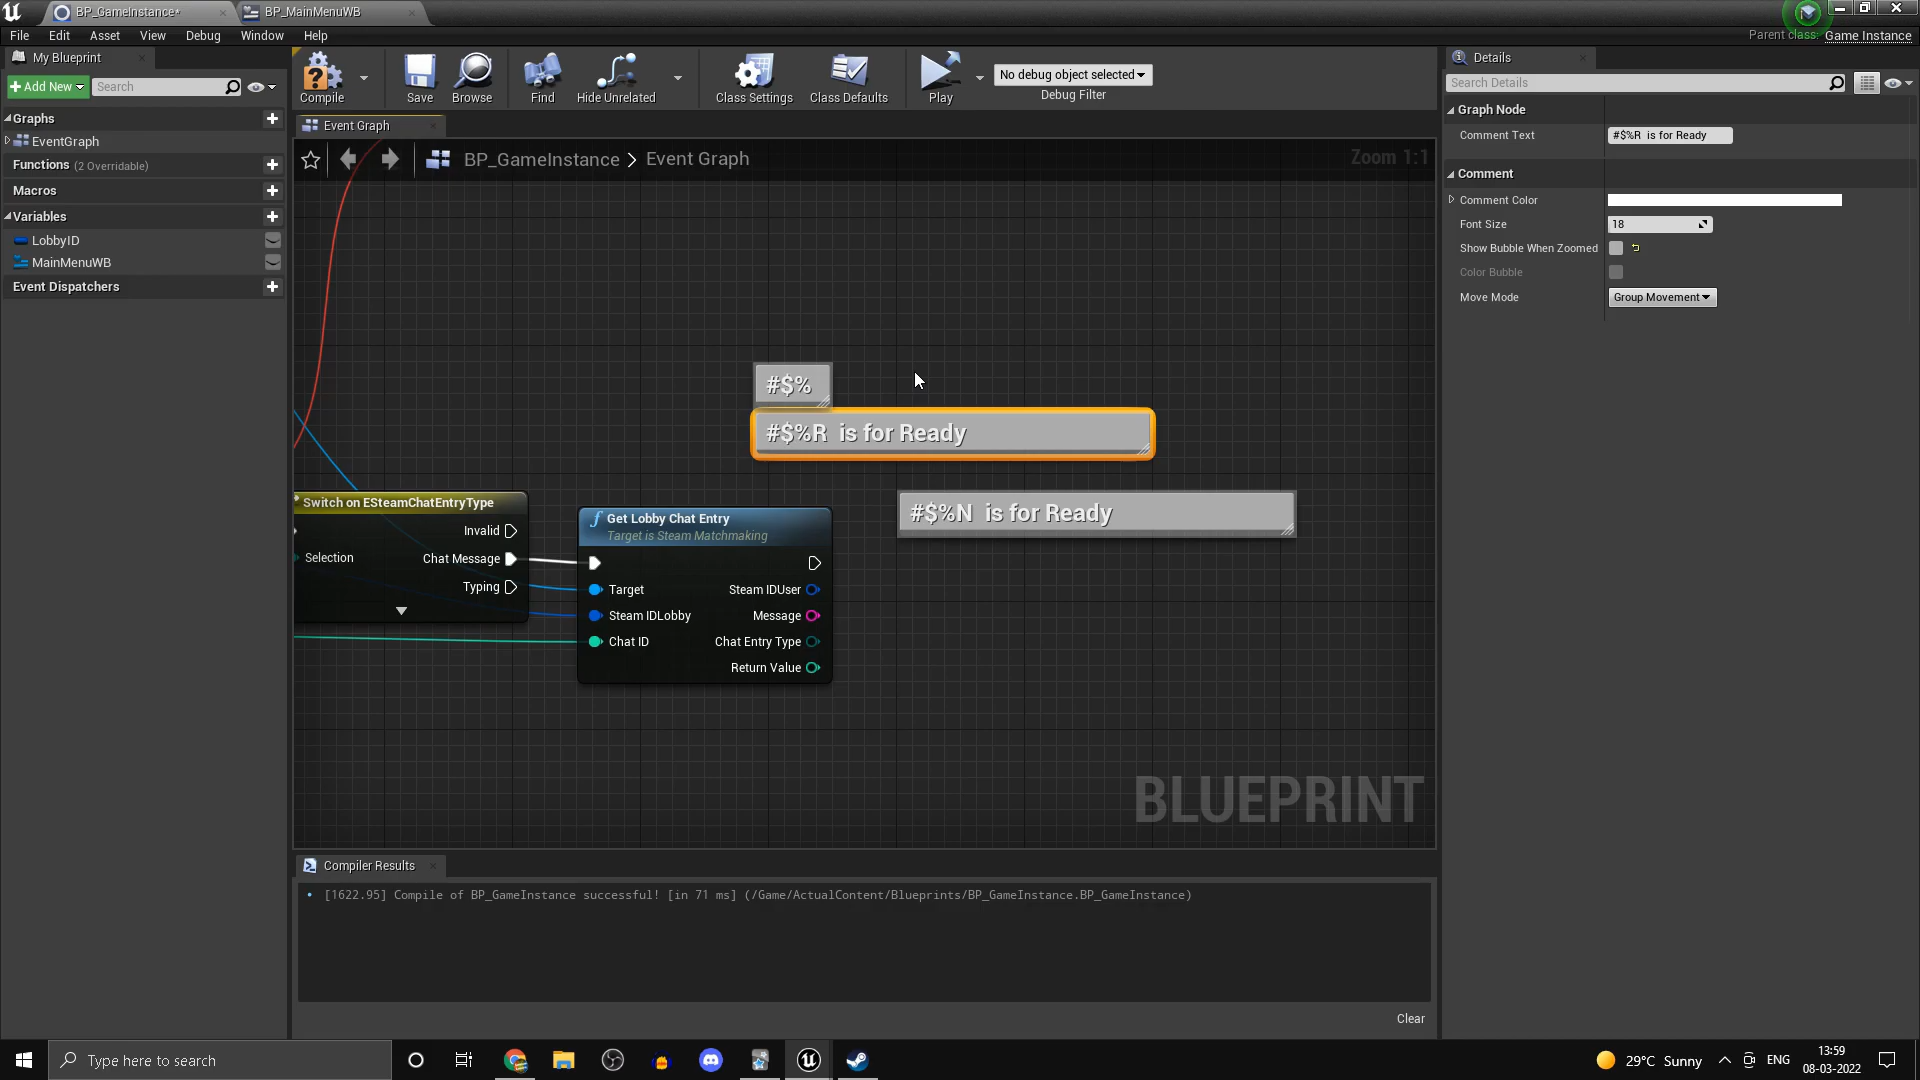 BP_GameInstance*
BP_MainMenuWB
File
Edit
Asset
View
Debug
Window
Help
Parent class:
Game Instance
My Blueprint
Add New
Search
Graphs
EventGraph
Functions (2 Overridable)
Macros
Variables
LobbyID
MainMenuWB
Event Dispatchers
Compile
Save
Browse
Find
Hide Unrelated
Class Settings
Class Defaults
Play
No debug object selected
Debug Filter
Event Graph
BP_GameInstance > Event Graph
Zoom 1:1
#$%
#$%R  is for Ready
#$%N  is for Ready
Switch on ESteamChatEntryType
Invalid
Selection
Chat Message
Typing
Get Lobby Chat Entry
Target is Steam Matchmaking
Target
Steam IDUser
Steam IDLobby
Message
Chat ID
Chat Entry Type
Return Value
BLUEPRINT
Compiler Results
[1622.95] Compile of BP_GameInstance successful! [in 71 ms] (/Game/ActualContent/Blueprints/BP_GameInstance.BP_GameInstance)
Clear
Details
Search Details
Graph Node
Comment Text
#$%R  is for Ready
Comment
Comment Color
Font Size
18
Show Bubble When Zoomed
Color Bubble
Move Mode
Group Movement
Type here to search
29°C Sunny
ENG
13:59
08-03-2022